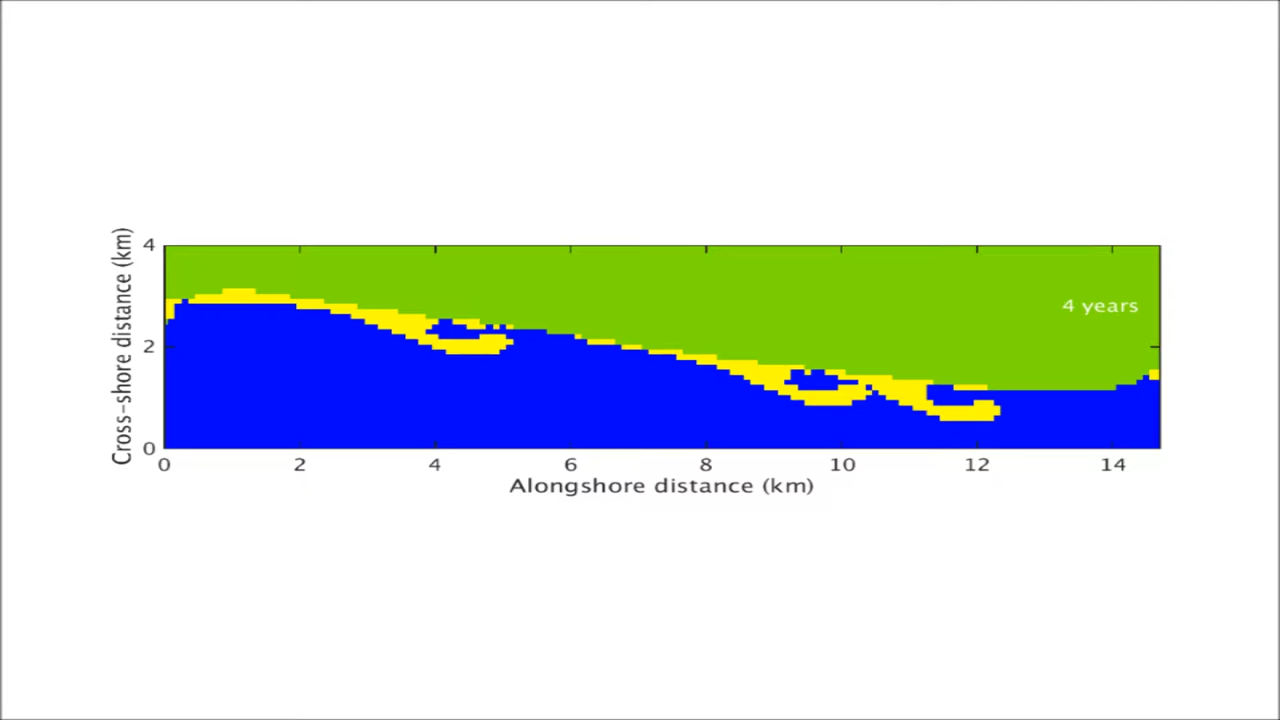 4 years
Cross-shore distance (km)
4
2
0
0 2 4 6 8 10 12 14
Alongshore distance (km)